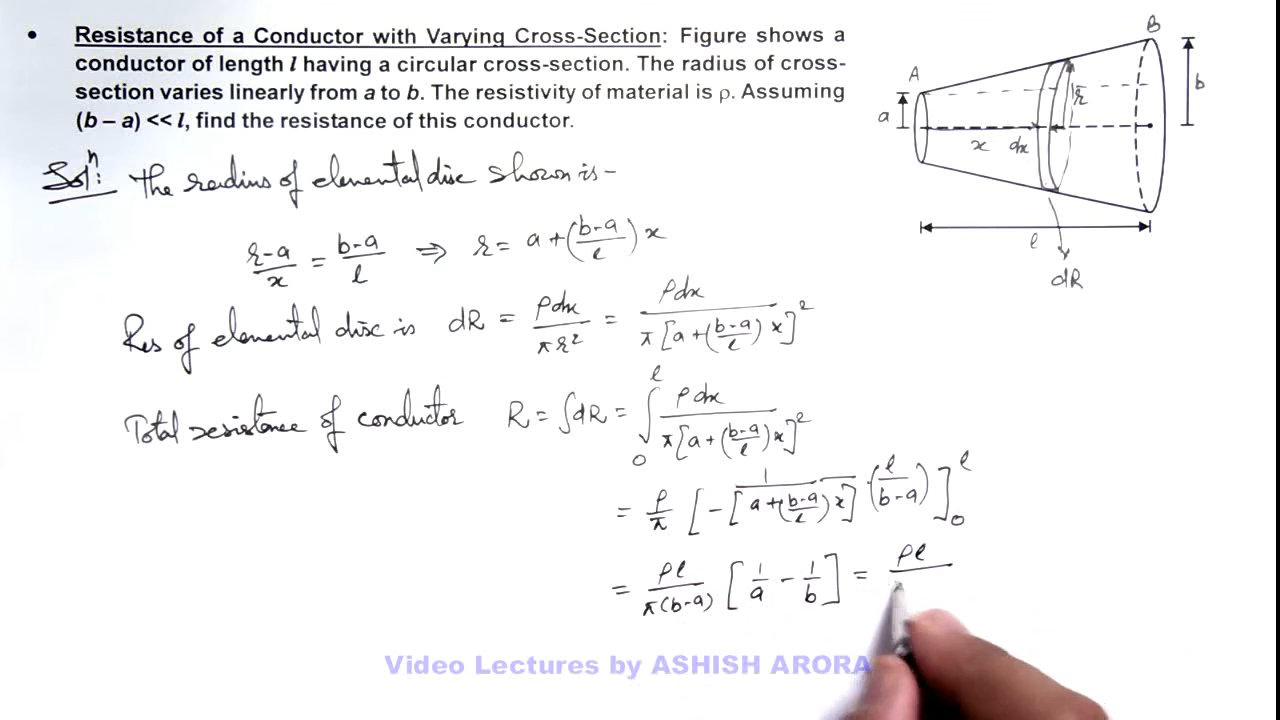 • Resistance of a Conductor with Varying Cross-Section: Figure shows a
conductor of length l having a circular cross-section. The radius of cross-
section varies linearly from a to b. The resistivity of material is ρ. Assuming
(b – a) << l, find the resistance of this conductor.
Solⁿ: The radius of elemental disc shown is –
(r-a)/x = (b-a)/l ⇒ r = a + ((b-a)/l) x
Res of elemental disc is dR = ρdx/πr² = ρdx/π[a+((b-a)/l)x]²
Total resistance of conductor R = ∫dR = ∫₀ˡ ρdx/π[a+((b-a)/l)x]²
= ρ/π [ - 1/[a+((b-a)/l)x] · (l/(b-a)) ]₀ˡ
= ρl/π(b-a) [1/a - 1/b] = ρl
A
B
a
b
r
x dx
l
dR
Video Lectures by ASHISH ARORA